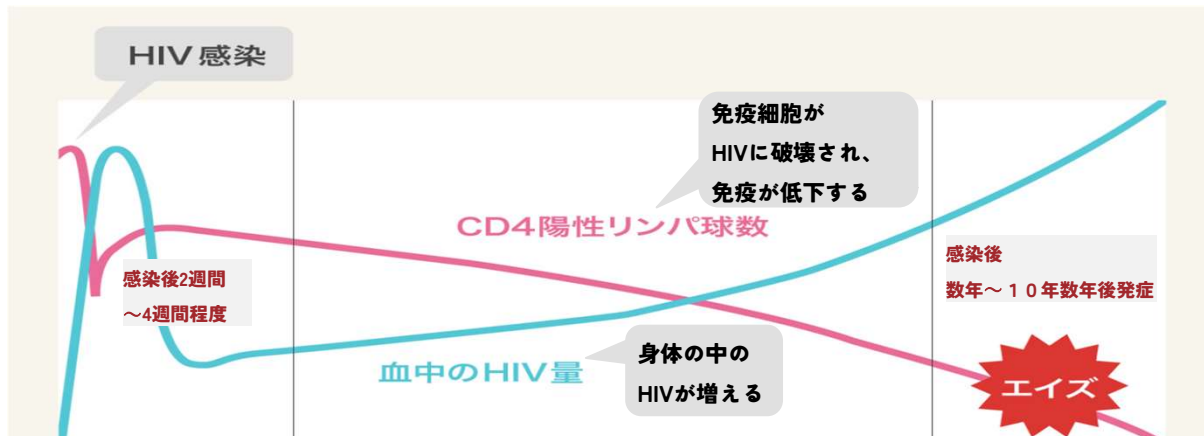 HIV感染
免疫細胞が
HIVに破壊され、
免疫が低下する
CD4陽性リンパ球数
感染後2週間
～4週間程度
感染後
数年～１０年数年後発症
血中のHIV量
身体の中の
HIVが増える
エイズ